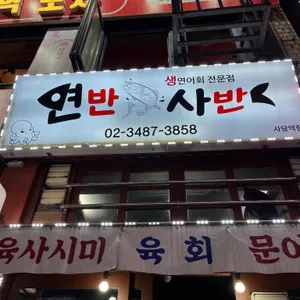 생연어회 전문점
연반사반
02-3487-3858
사당역점
육사시미 육회 문어